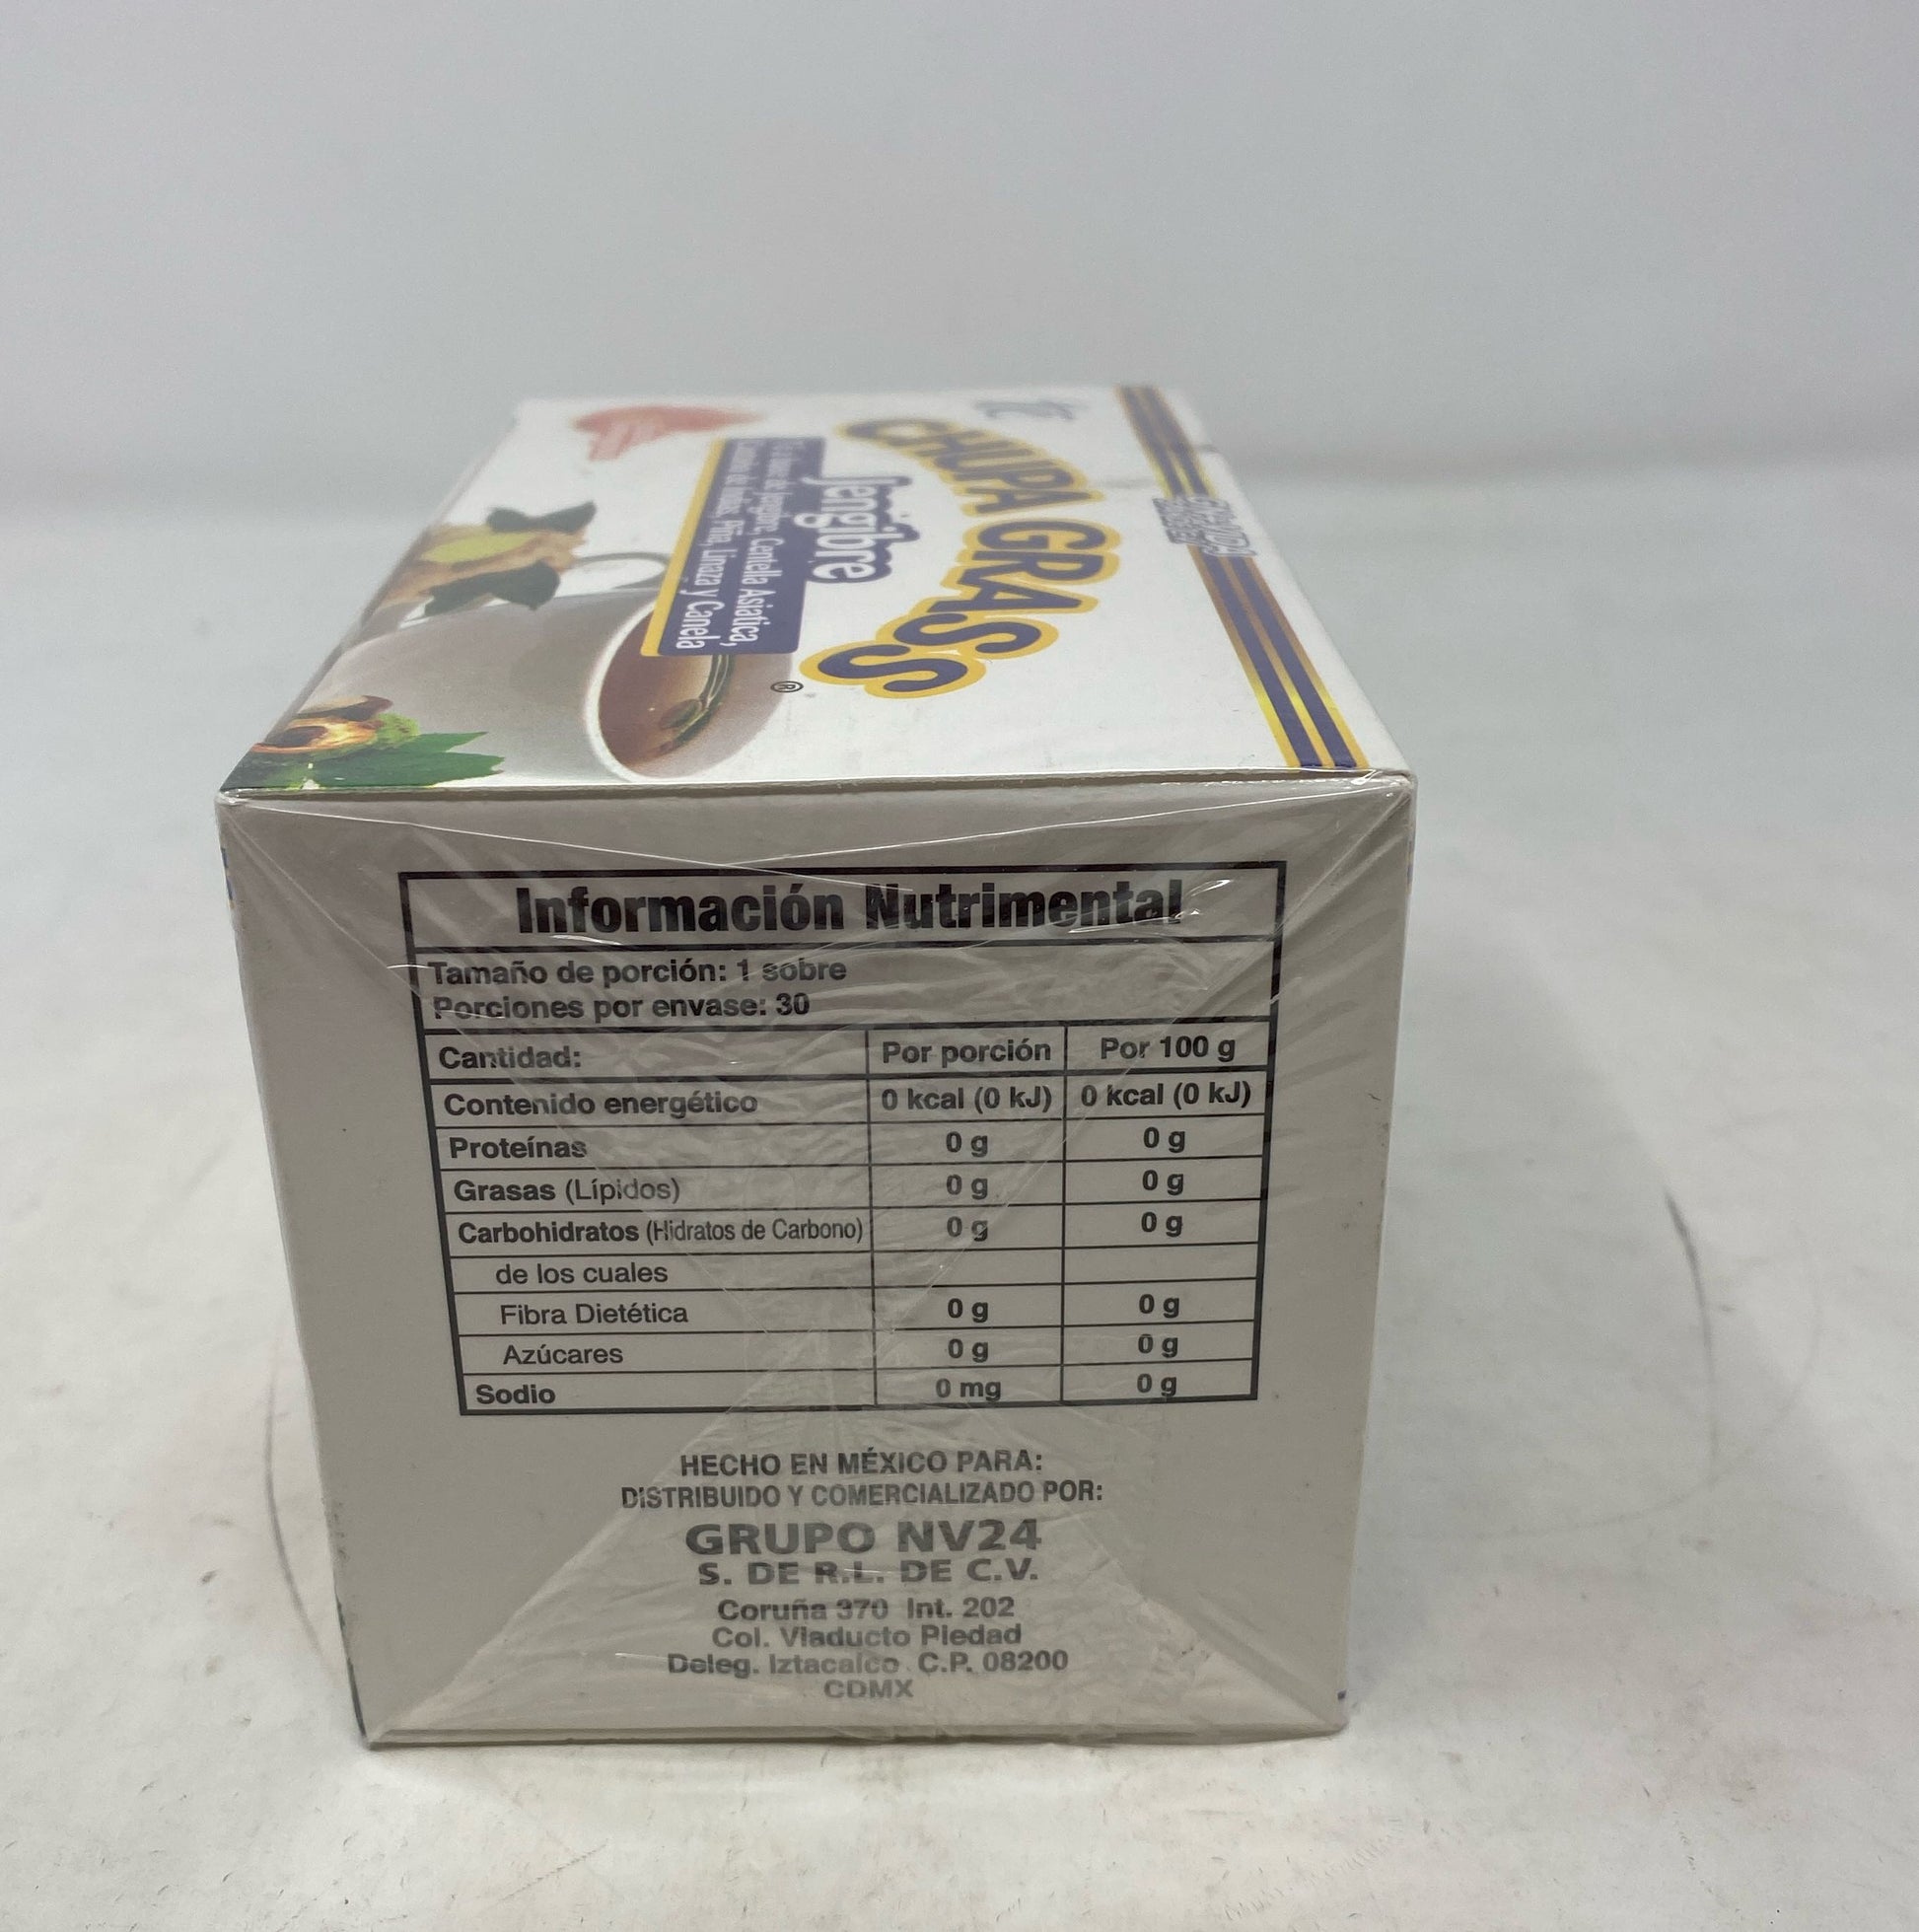 Té
CHUPA GRASS
®
Jengibre
Centella Asiática,
Piña, Linaza y Canela
Información Nutrimental
Tamaño de porción: 1 sobre
Porciones por envase: 30
Cantidad: Por porción Por 100 g
Contenido energético 0 kcal (0 kJ) 0 kcal (0 kJ)
Proteínas 0 g 0 g
Grasas (Lípidos) 0 g 0 g
Carbohidratos (Hidratos de Carbono) 0 g 0 g
de los cuales
Fibra Dietética 0 g 0 g
Azúcares 0 g 0 g
Sodio 0 mg 0 g
HECHO EN MÉXICO PARA:
DISTRIBUIDO Y COMERCIALIZADO POR:
GRUPO NV24
S. DE R.L. DE C.V.
Coruña 370 Int. 202
Col. Viaducto Piedad
Deleg. Iztacalco C.P. 08200
CDMX